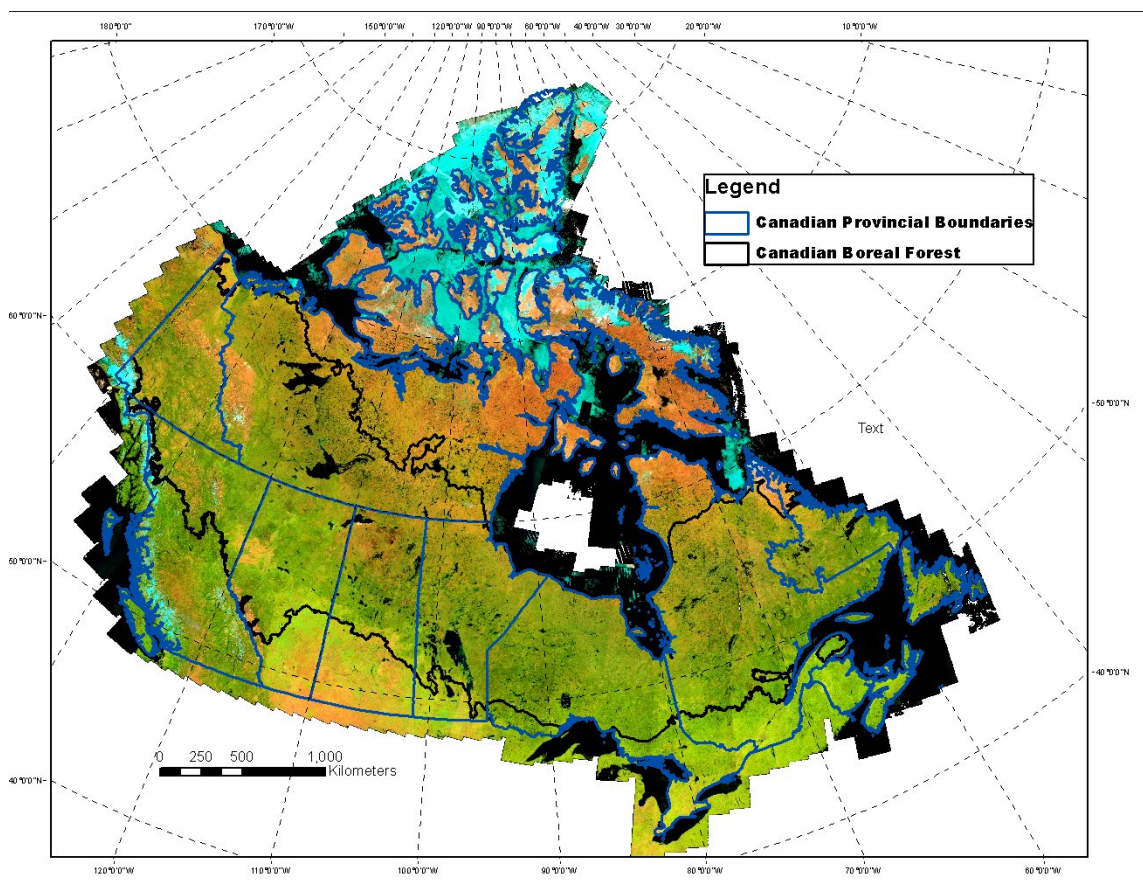 180°0'0" 170°0'0"W 150°0'0"W 120°0'0"W 90°0'0"W 60°0'0"W 40°0'0"W 30°0'0"W 20°0'0"W 10°0'0"W
Legend
Canadian Provincial Boundaries
Canadian Boreal Forest
60°0'0"N
50°0'0"N
Text
50°0'0"N
40°0'0"N
0 250 500 1,000
Kilometers
40°0'0"N
120°0'0"W 110°0'0"W 100°0'0"W 90°0'0"W 80°0'0"W 70°0'0"W 60°0'0"W